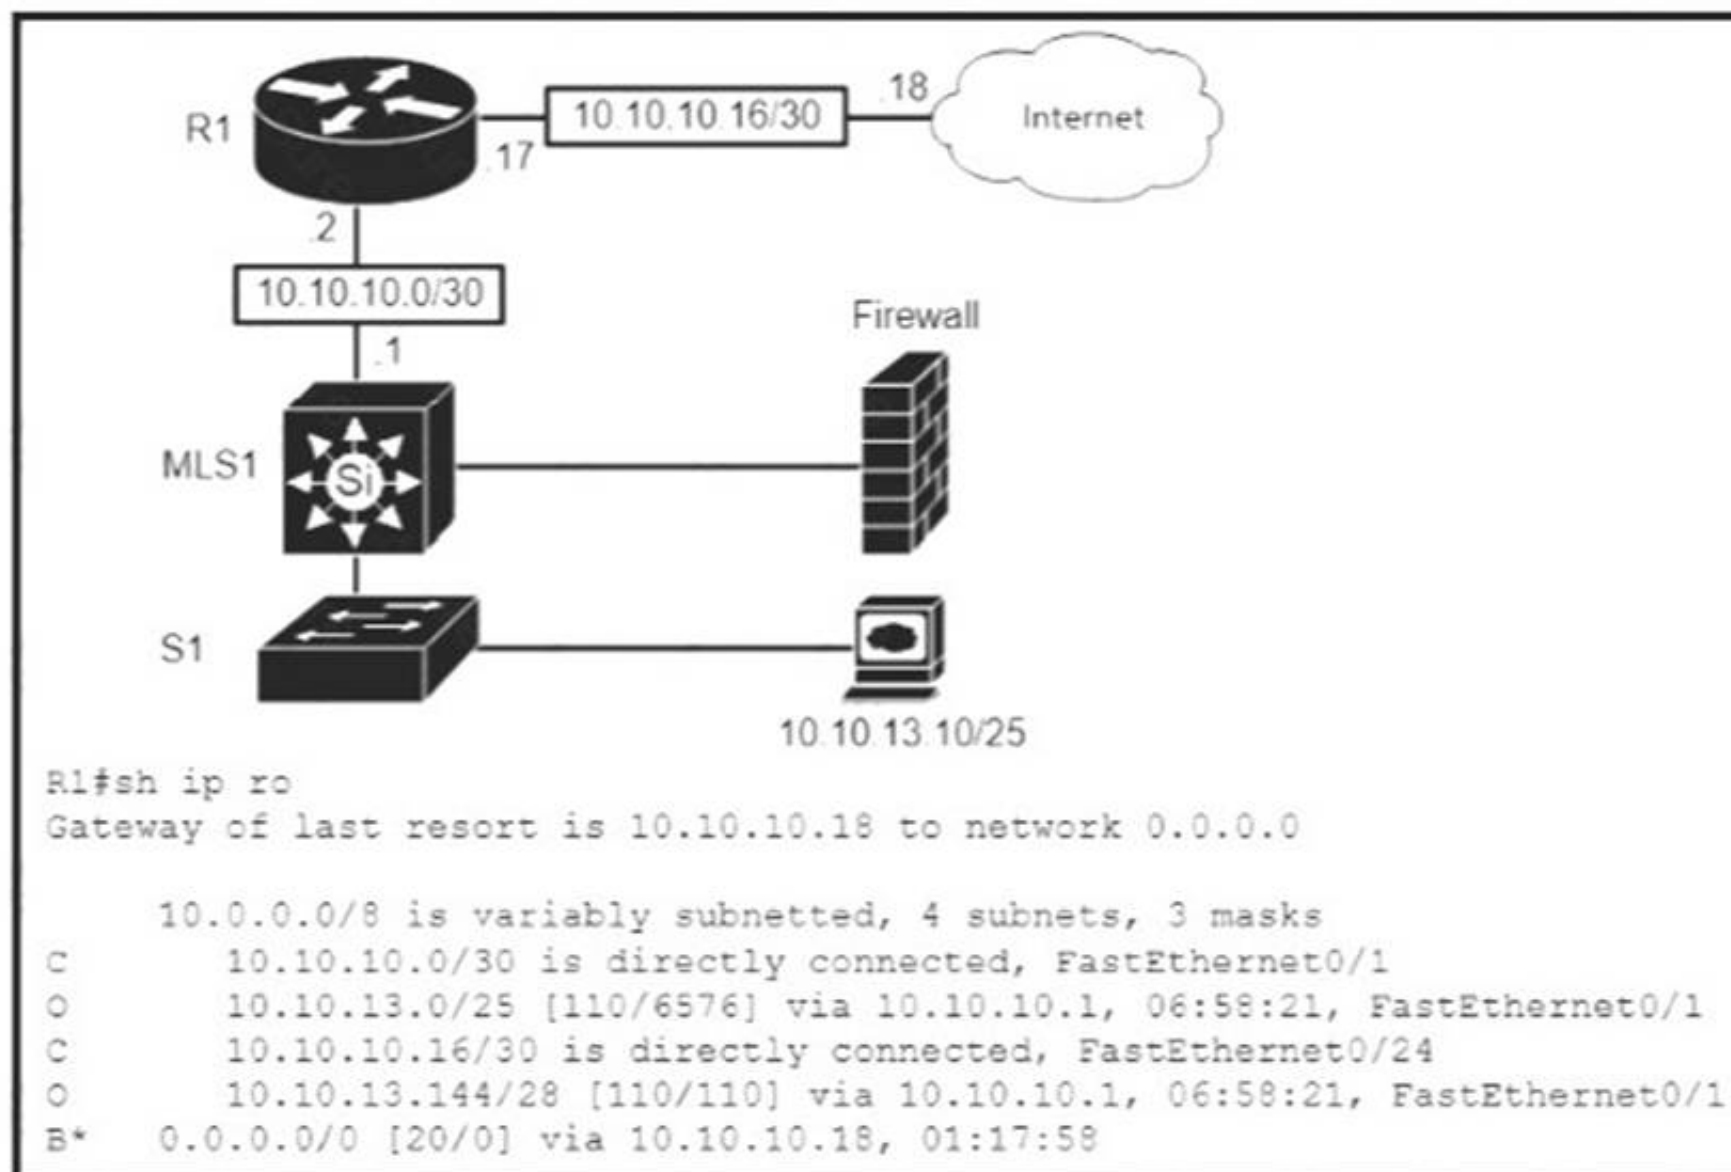 R1
.17
10.10.10.16/30
.18
Internet
.2
10.10.10.0/30
.1
Firewall
MLS1
Si
S1
10.10.13.10/25
R1#sh ip ro
Gateway of last resort is 10.10.10.18 to network 0.0.0.0
10.0.0.0/8 is variably subnetted, 4 subnets, 3 masks
C 10.10.10.0/30 is directly connected, FastEthernet0/1
O 10.10.13.0/25 [110/6576] via 10.10.10.1, 06:58:21, FastEthernet0/1
C 10.10.10.16/30 is directly connected, FastEthernet0/24
O 10.10.13.144/28 [110/110] via 10.10.10.1, 06:58:21, FastEthernet0/1
B* 0.0.0.0/0 [20/0] via 10.10.10.18, 01:17:58